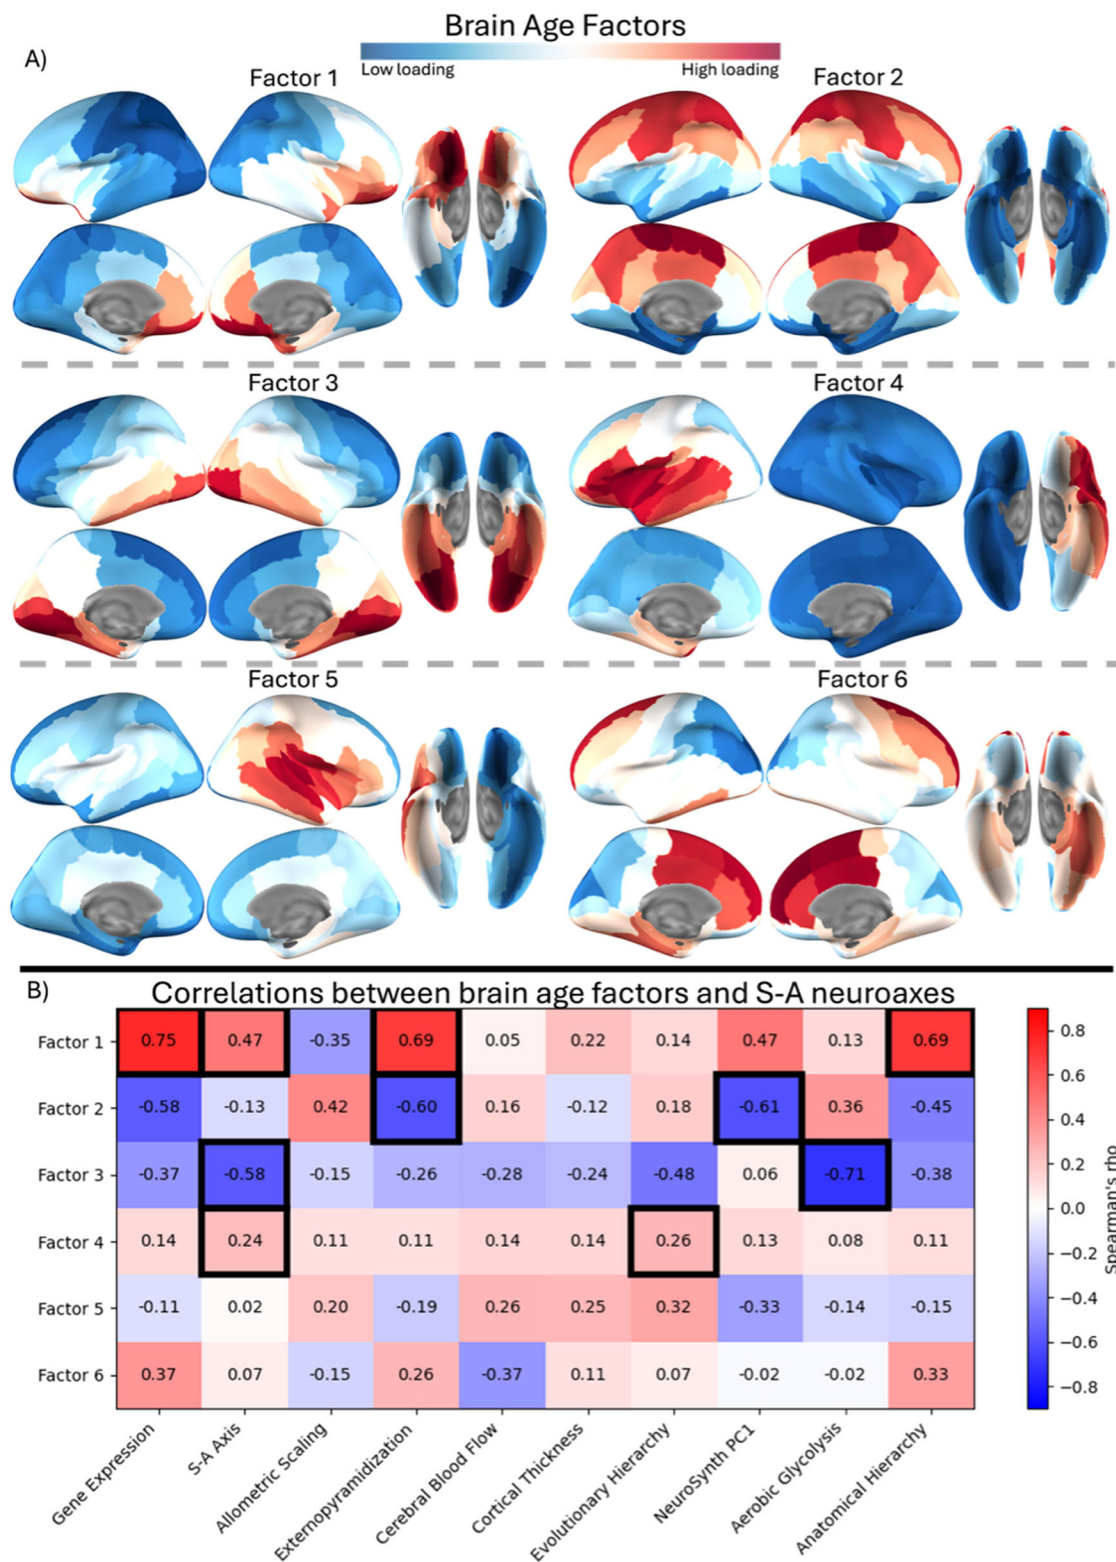 Brain Age Factors
A)
Low loading High loading
Factor 1 Factor 2
Factor 3 Factor 4
Factor 5 Factor 6
B)
Correlations between brain age factors and S-A neuroaxes
Factor 1 0.75 0.47 -0.35 0.69 0.05 0.22 0.14 0.47 0.13 0.69
Factor 2 -0.58 -0.13 0.42 -0.60 0.16 -0.12 0.18 -0.61 0.36 -0.45
Factor 3 -0.37 -0.58 -0.15 -0.26 -0.28 -0.24 -0.48 0.06 -0.71 -0.38
Factor 4 0.14 0.24 0.11 0.11 0.14 0.14 0.26 0.13 0.08 0.11
Factor 5 -0.11 0.02 0.20 -0.19 0.26 0.25 0.32 -0.33 -0.14 -0.15
Factor 6 0.37 0.07 -0.15 0.26 -0.37 0.11 0.07 -0.02 -0.02 0.33
Gene Expression
S-A Axis
Allometric Scaling
Externopyramidization
Cerebral Blood Flow
Cortical Thickness
Evolutionary Hierarchy
NeuroSynth PC1
Aerobic Glycolysis
Anatomical Hierarchy
0.8
0.6
0.4
0.2
0.0
−0.2
−0.4
−0.6
−0.8
Spearman's rho